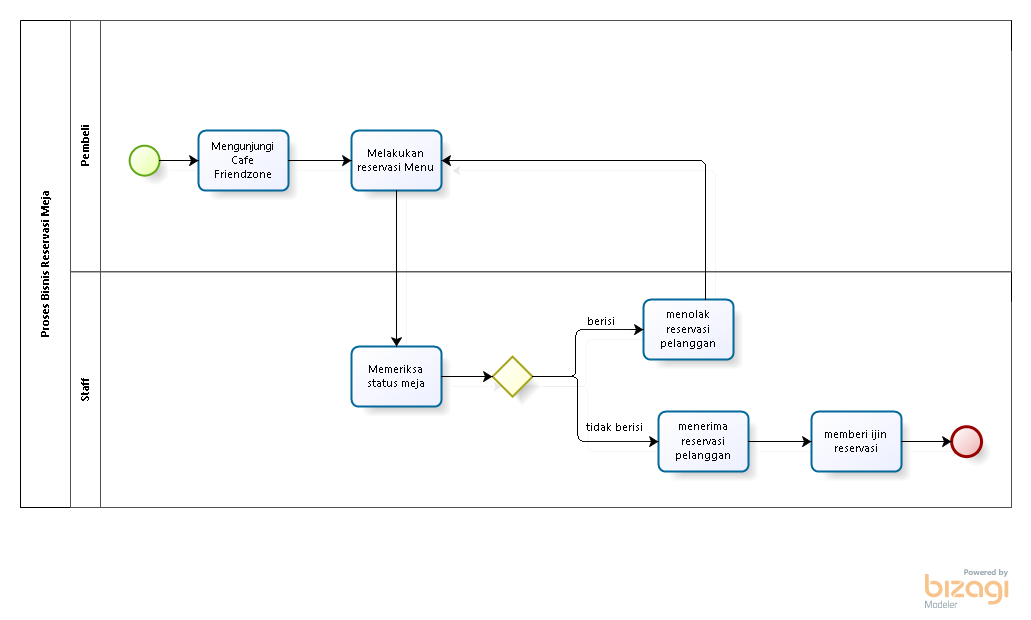 Proses Bisnis Reservasi Meja
Pembeli
Mengunjungi
Cafe
Friendzone
Melakukan
reservasi Menu
Staff
Memeriksa
status meja
berisi
menolak
reservasi
pelanggan
tidak berisi
menerima
reservasi
pelanggan
memberi ijin
reservasi
Powered by
bizagi
Modeler